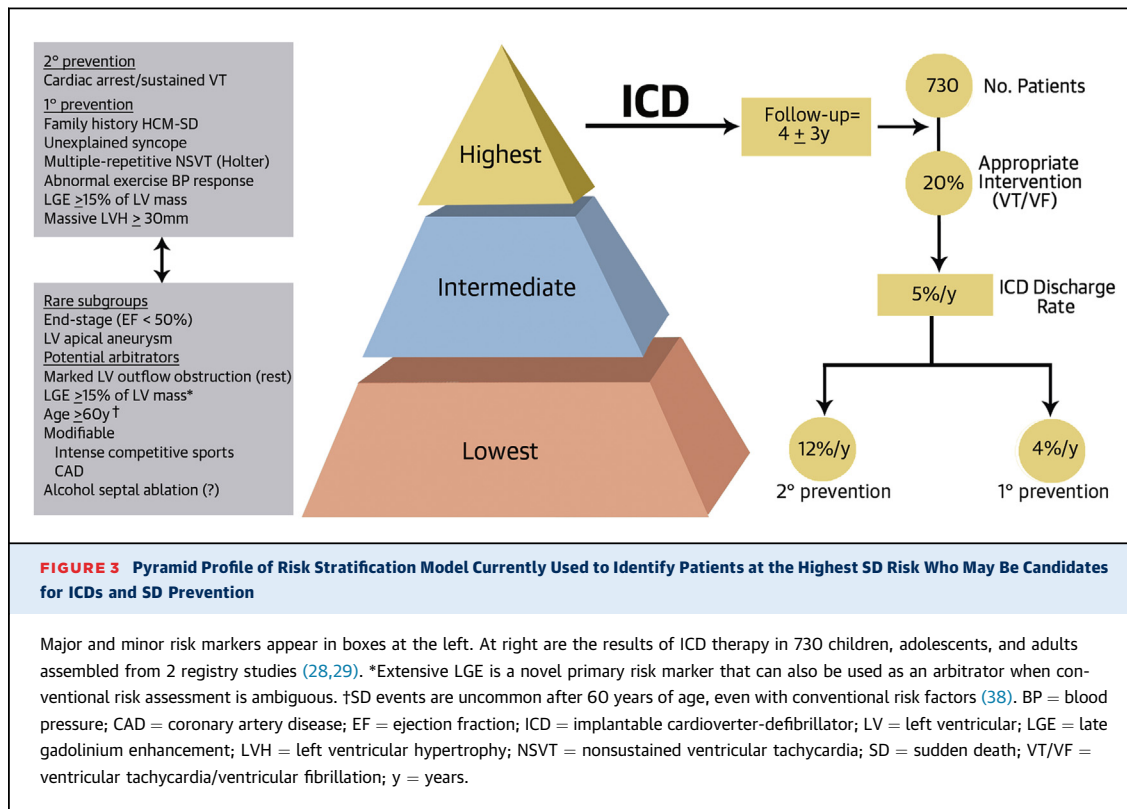 2° prevention
Cardiac arrest/sustained VT
1° prevention
Family history HCM-SD
Unexplained syncope
Multiple-repetitive NSVT (Holter)
Abnormal exercise BP response
LGE ≥15% of LV mass
Massive LVH ≥ 30mm
Rare subgroups
End-stage (EF < 50%)
LV apical aneurysm
Potential arbitrators
Marked LV outflow obstruction (rest)
LGE ≥15% of LV mass*
Age ≥60y†
Modifiable
Intense competitive sports
CAD
Alcohol septal ablation (?)
Highest
Intermediate
Lowest
ICD
Follow-up=
4 ± 3y
730
No. Patients
20%
Appropriate
Intervention
(VT/VF)
5%/y
ICD Discharge
Rate
12%/y
2° prevention
4%/y
1° prevention
FIGURE 3 Pyramid Profile of Risk Stratification Model Currently Used to Identify Patients at the Highest SD Risk Who May Be Candidates
for ICDs and SD Prevention
Major and minor risk markers appear in boxes at the left. At right are the results of ICD therapy in 730 children, adolescents, and adults
assembled from 2 registry studies (28,29). *Extensive LGE is a novel primary risk marker that can also be used as an arbitrator when con-
ventional risk assessment is ambiguous. †SD events are uncommon after 60 years of age, even with conventional risk factors (38). BP = blood
pressure; CAD = coronary artery disease; EF = ejection fraction; ICD = implantable cardioverter-defibrillator; LV = left ventricular; LGE = late
gadolinium enhancement; LVH = left ventricular hypertrophy; NSVT = nonsustained ventricular tachycardia; SD = sudden death; VT/VF =
ventricular tachycardia/ventricular fibrillation; y = years.